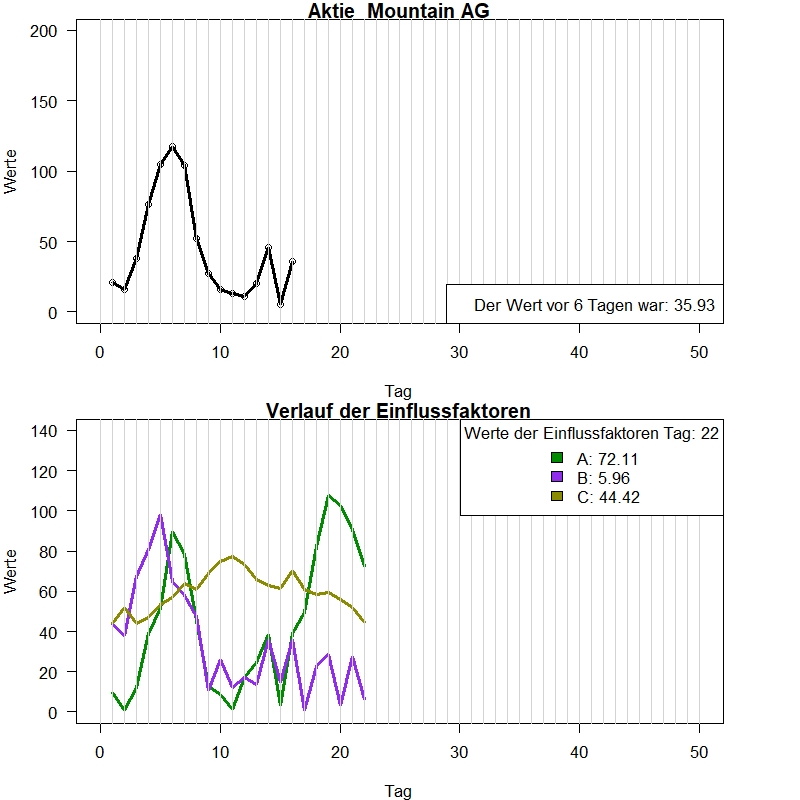 Aktie  Mountain AG
Werte
200
150
100
50
0
Der Wert vor 6 Tagen war: 35.93
0 10 20 30 40 50
Tag
Verlauf der Einflussfaktoren
Werte
140
120
100
80
60
40
20
0
Werte der Einflussfaktoren Tag: 22
A: 72.11
B: 5.96
C: 44.42
0 10 20 30 40 50
Tag